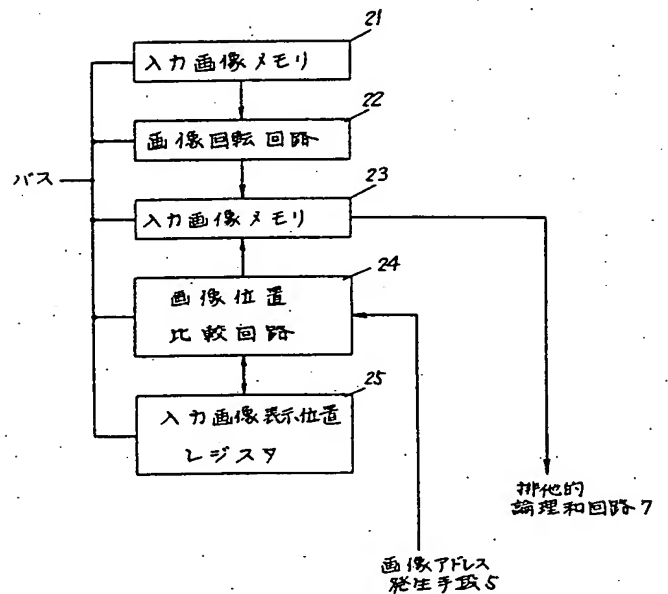 21
入力画像メモリ
22
画像回転回路
バス
23
入力画像メモリ
24
画像位置
比較回路
25
入力画像表示位置
レジスタ
排他的
論理和回路7
画像アドレス
発生手段5